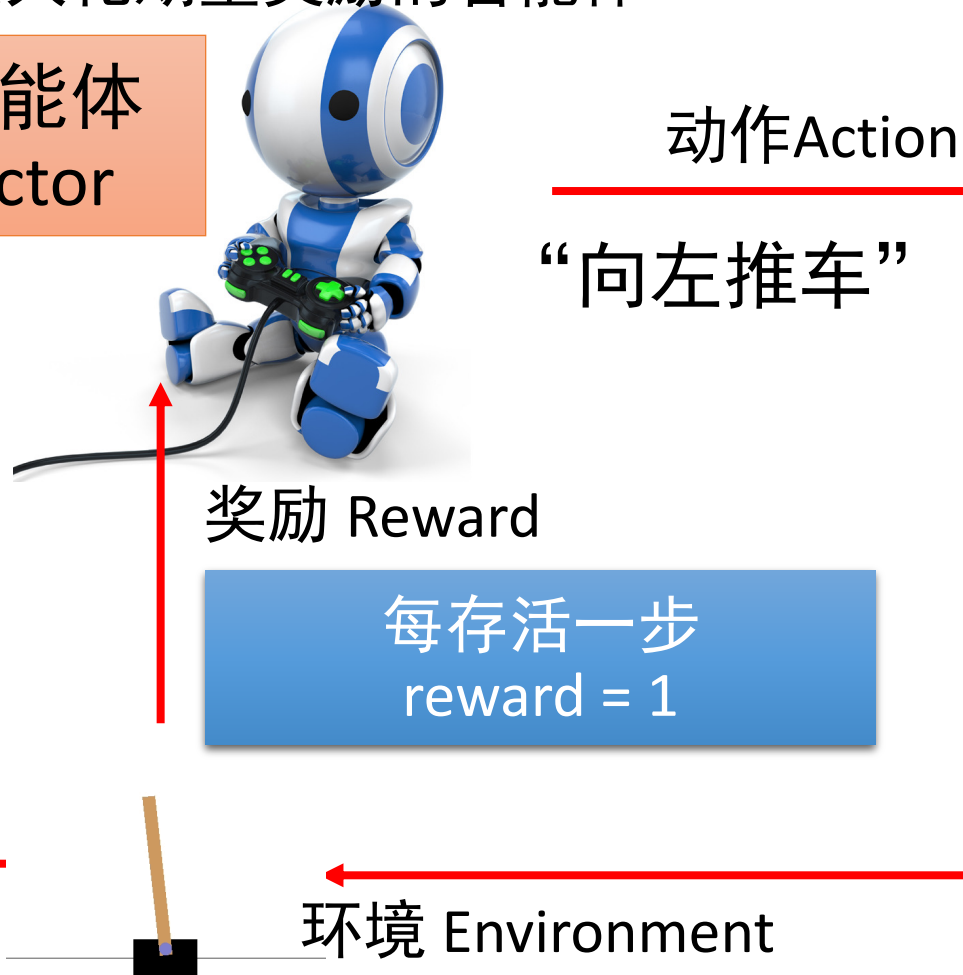 能体
ctor
动作Action
“向左推车”
奖励 Reward
每存活一步
reward = 1
环境 Environment